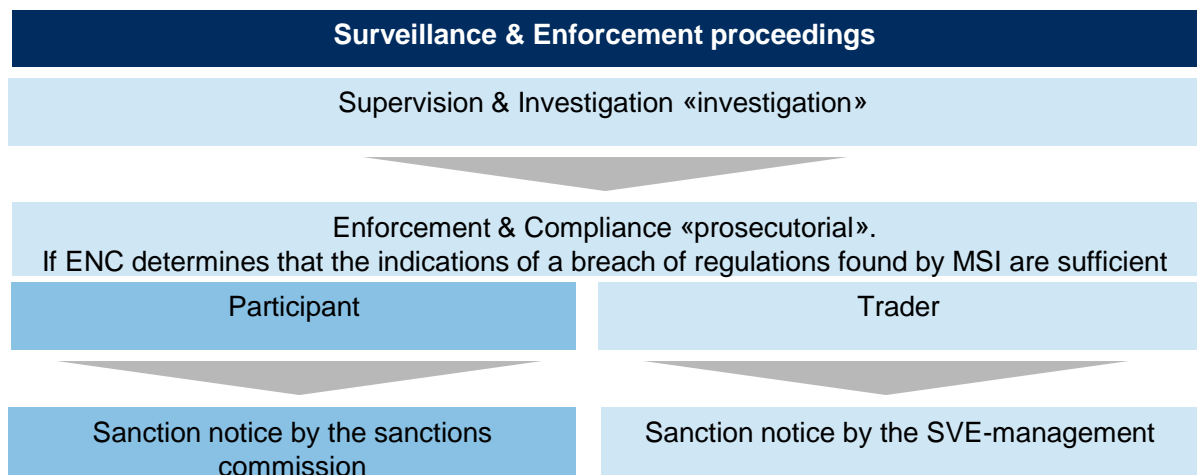 Surveillance & Enforcement proceedings
Supervision & Investigation «investigation»
Enforcement & Compliance «prosecutorial».
If ENC determines that the indications of a breach of regulations found by MSI are sufficient
Participant
Trader
Sanction notice by the sanctions
commission
Sanction notice by the SVE-management